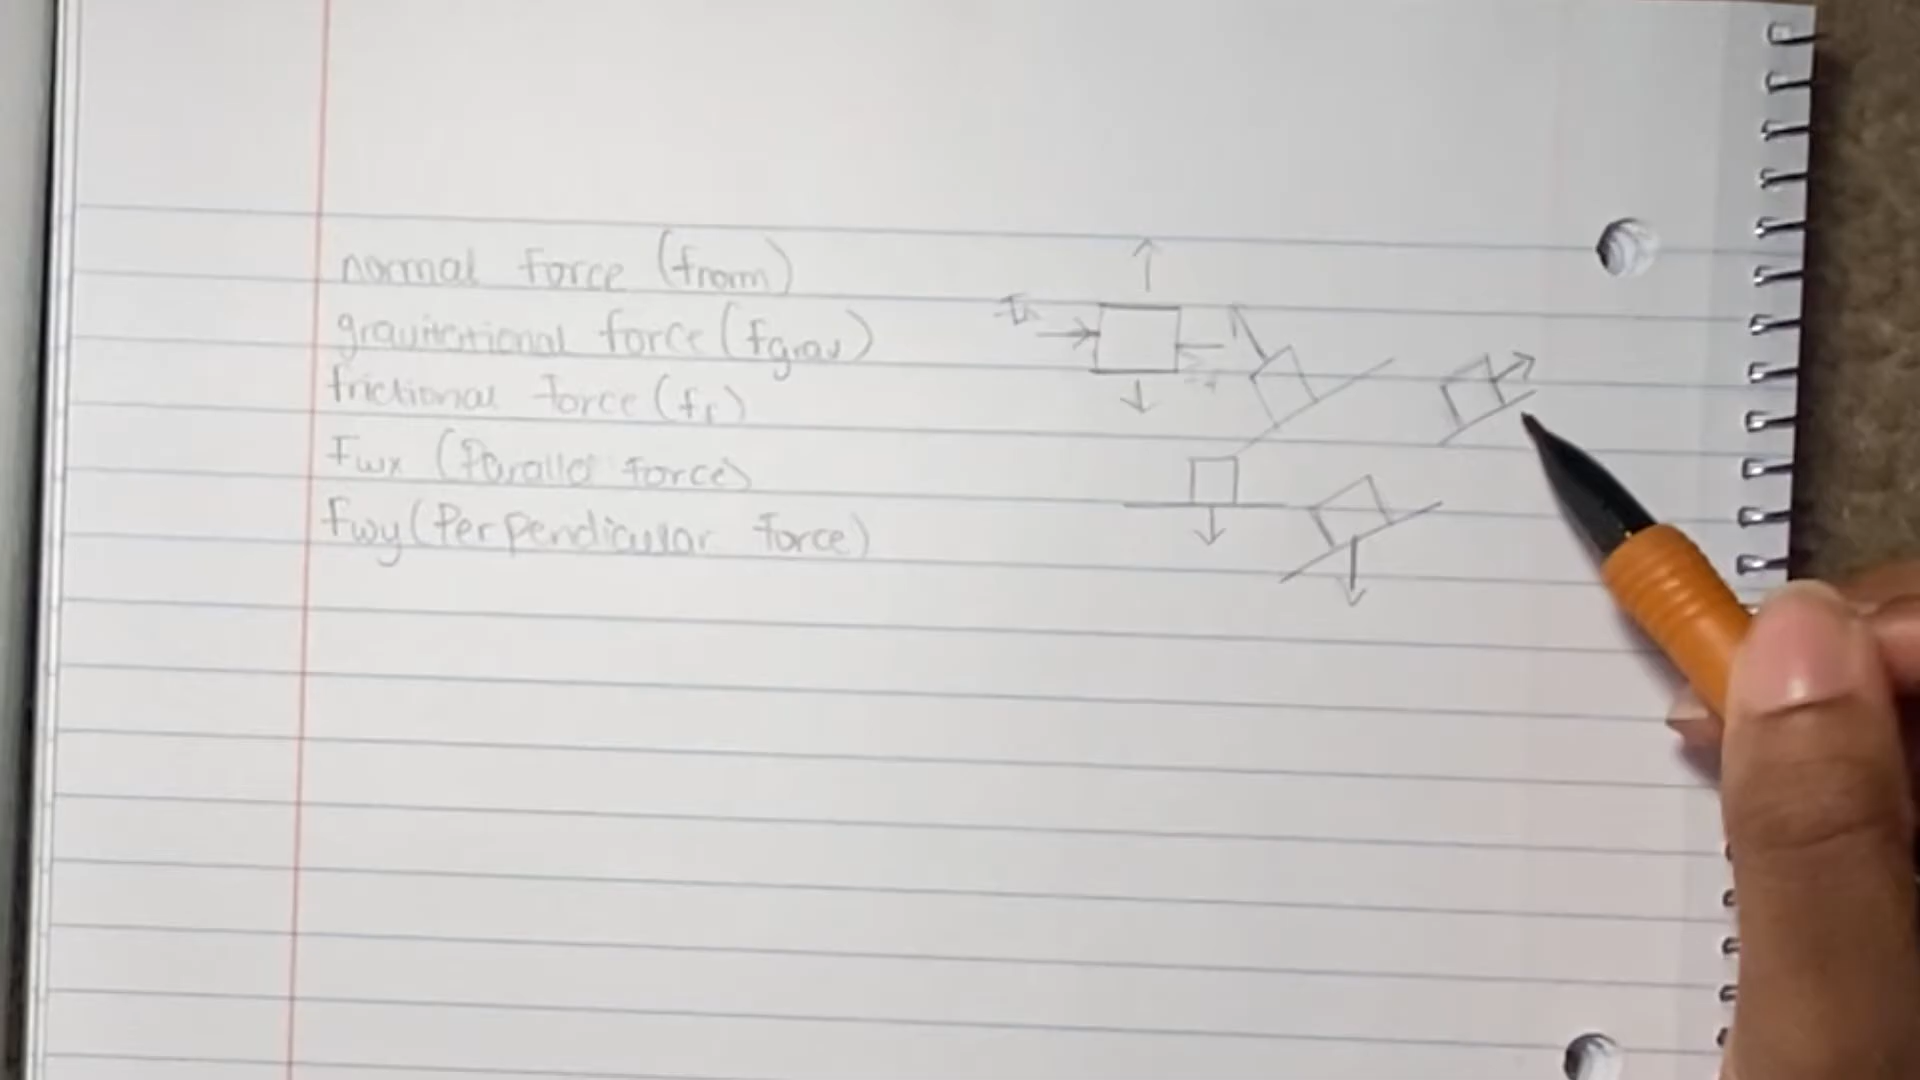 normal force (fnorm)
gravitational force (fgrav)
frictional force (fr)
Fwx (Parallel force)
Fwy (Perpendicular force)